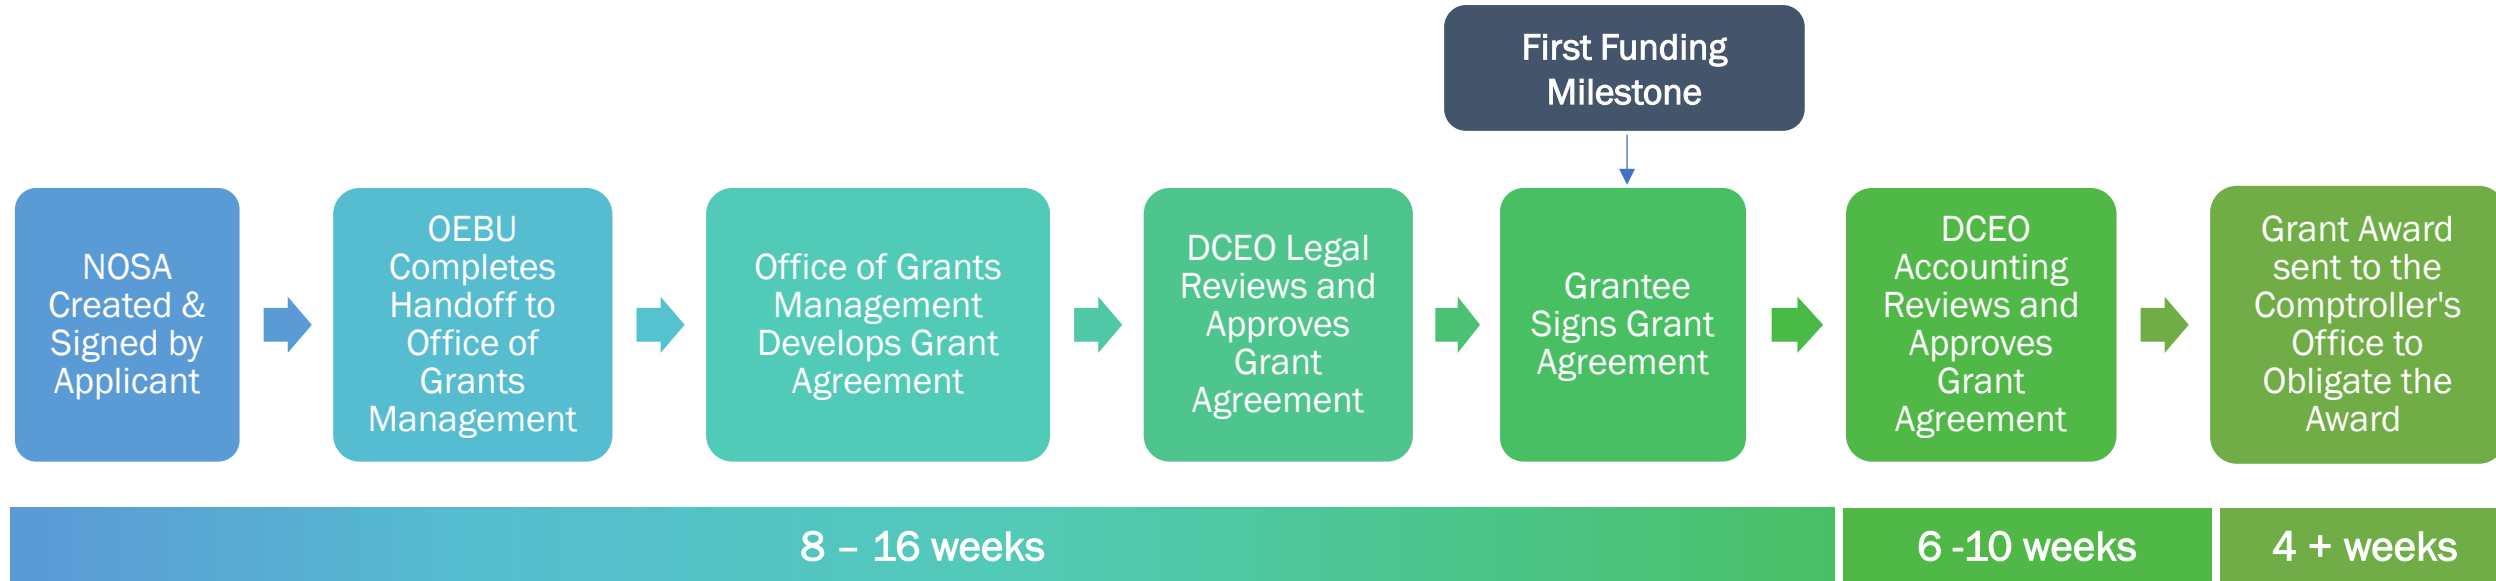 First Funding
Milestone
NOSA
Created &
Signed by
Applicant
OEBU
Completes
Handoff to
Office of
Grants
Management
Office of Grants
Management
Develops Grant
Agreement
DCEO Legal
Reviews and
Approves
Grant
Agreement
Grantee
Signs Grant
Agreement
DCEO
Accounting
Reviews and
Approves
Grant
Agreement
Grant Award
sent to the
Comptroller's
Office to
Obligate the
Award
8 – 16 weeks
6 -10 weeks
4 + weeks